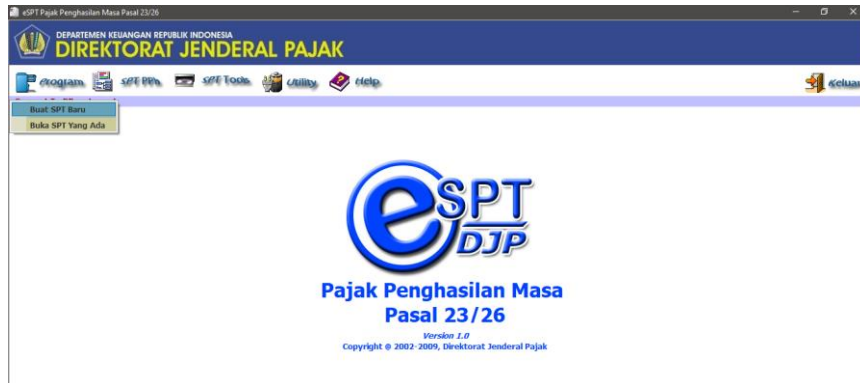 eSPT Pajak Penghasilan Masa Pasal 23/26
DEPARTEMEN KEUANGAN REPUBLIK INDONESIA
DIREKTORAT JENDERAL PAJAK
Program SPT PPh SPT Tools Utility Help Keluar
Buat SPT Baru
Buka SPT Yang Ada
eSPT
DJP
Pajak Penghasilan Masa
Pasal 23/26
Version 1.0
Copyright © 2002-2009, Direktorat Jenderal Pajak